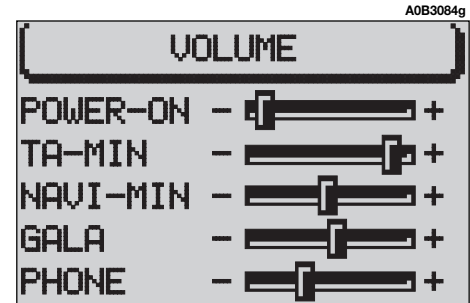 A0B3084g
VOLUME
POWER-ON - +
TA-MIN - +
NAVI-MIN - +
GALA - +
PHONE - +